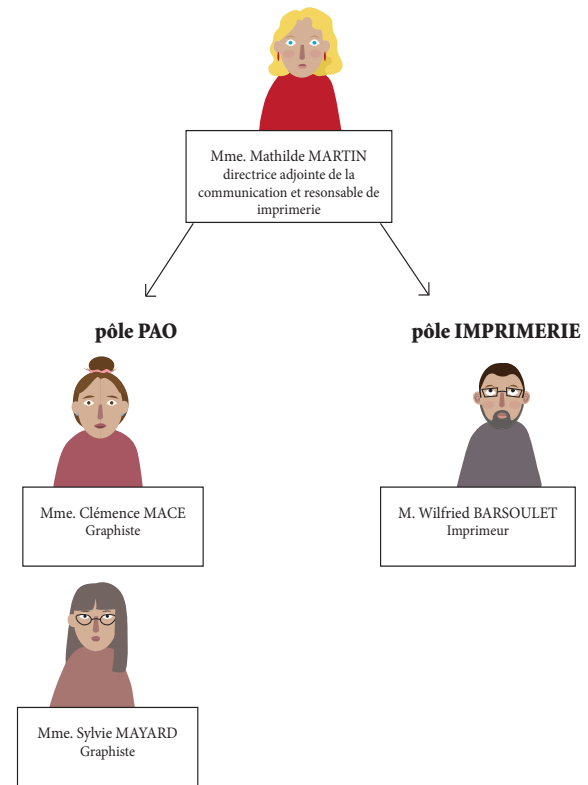 Mme. Mathilde MARTIN
directrice adjointe de la
communication et resonsable de
imprimerie
pôle PAO
pôle IMPRIMERIE
Mme. Clémence MACE
Graphiste
M. Wilfried BARSOULET
Imprimeur
Mme. Sylvie MAYARD
Graphiste